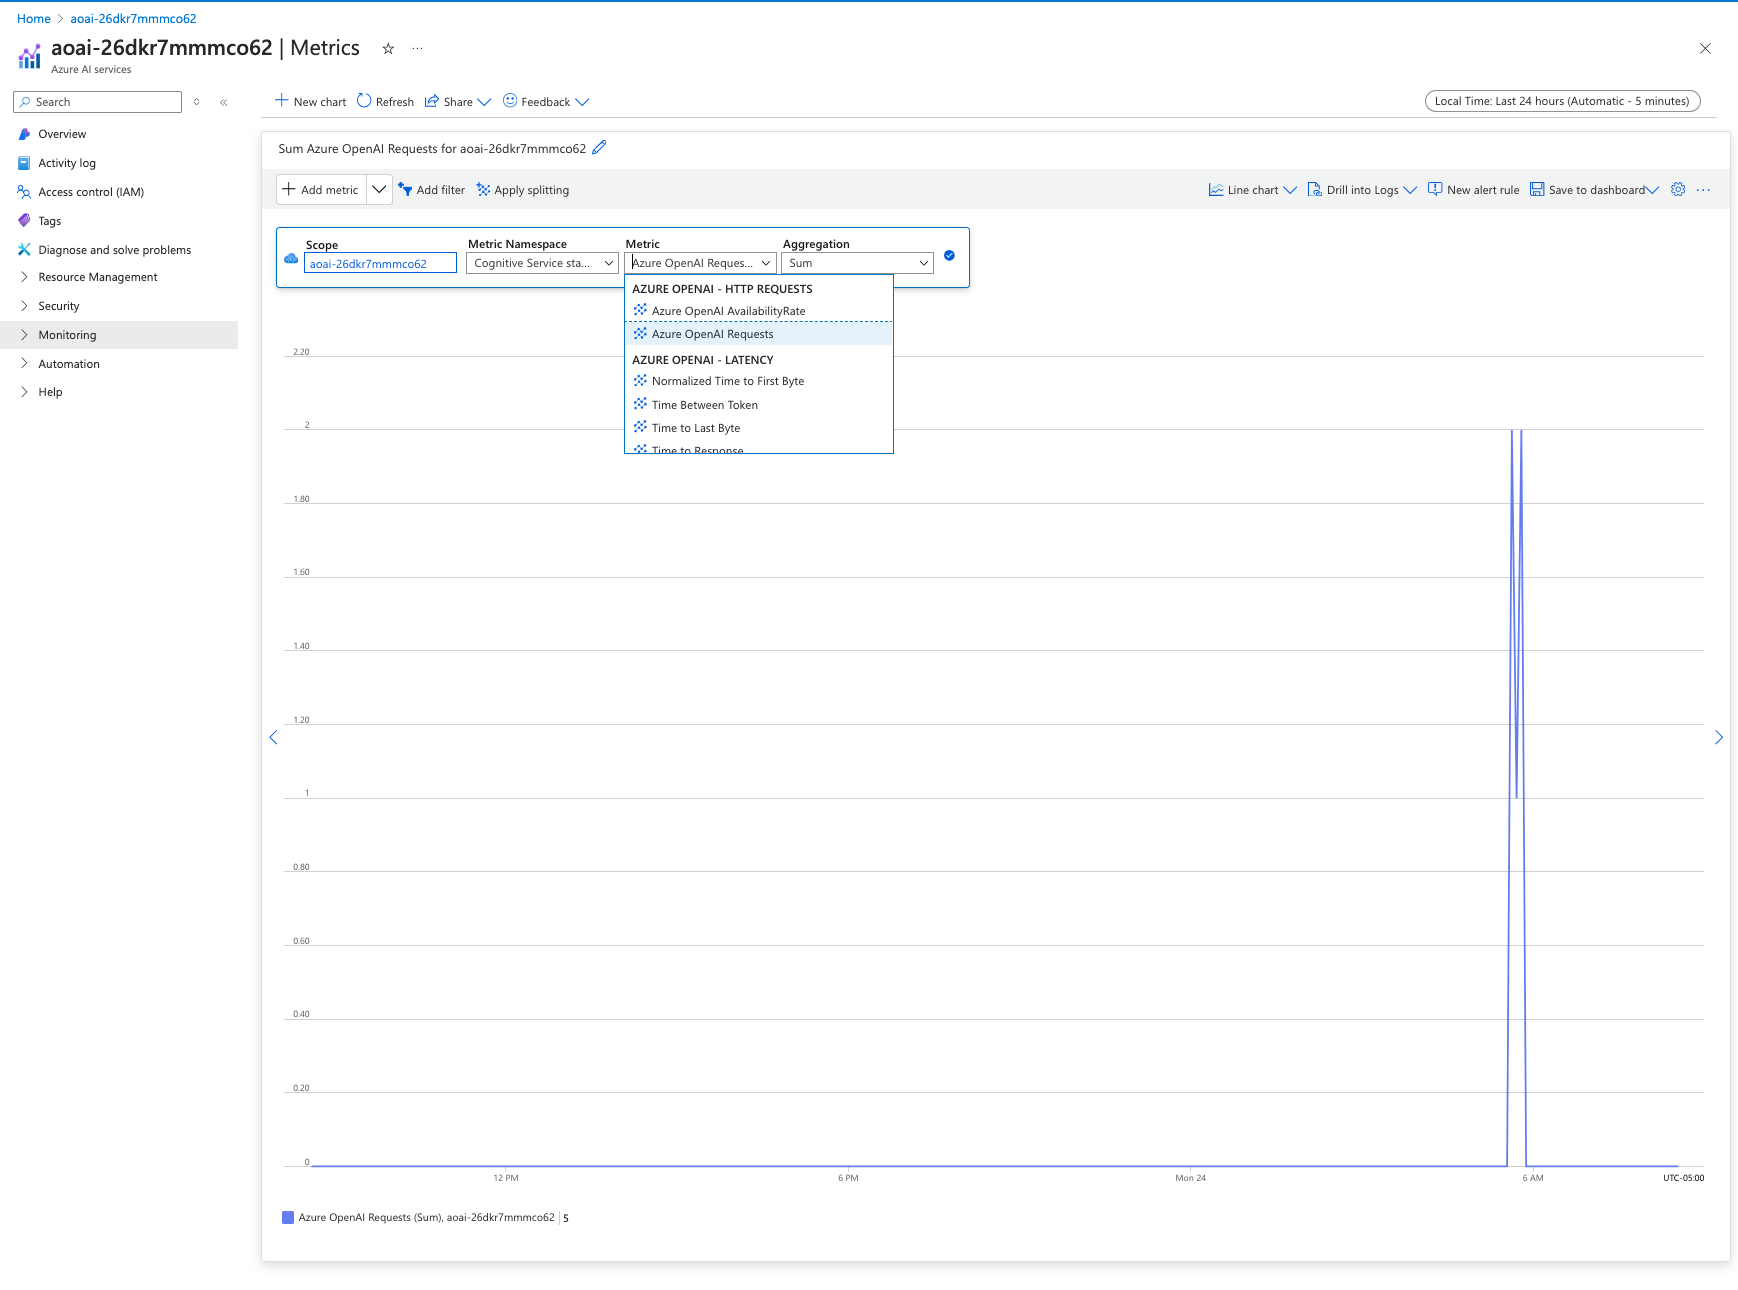 Home > aoai-26dkr7mmmco62
aoai-26dkr7mmmco62 | Metrics
Azure AI services
Search
Overview
Activity log
Access control (IAM)
Tags
Diagnose and solve problems
Resource Management
Security
Monitoring
Automation
Help
New chart Refresh Share Feedback
Local Time: Last 24 hours (Automatic - 5 minutes)
Sum Azure OpenAI Requests for aoai-26dkr7mmmco62
Add metric Add filter Apply splitting
Line chart Drill into Logs New alert rule Save to dashboard ...
Scope Metric Namespace Metric Aggregation
aoai-26dkr7mmmco62 Cognitive Service sta... Azure OpenAI Reques... Sum
AZURE OPENAI - HTTP REQUESTS
Azure OpenAI AvailabilityRate
Azure OpenAI Requests
AZURE OPENAI - LATENCY
Normalized Time to First Byte
Time Between Token
Time to Last Byte
Time to Response
2.20
2
1.80
1.60
1.40
1.20
1
0.80
0.60
0.40
0.20
0
12 PM 6 PM Mon 24 6 AM UTC-05:00
Azure OpenAI Requests (Sum), aoai-26dkr7mmmco62 | 5